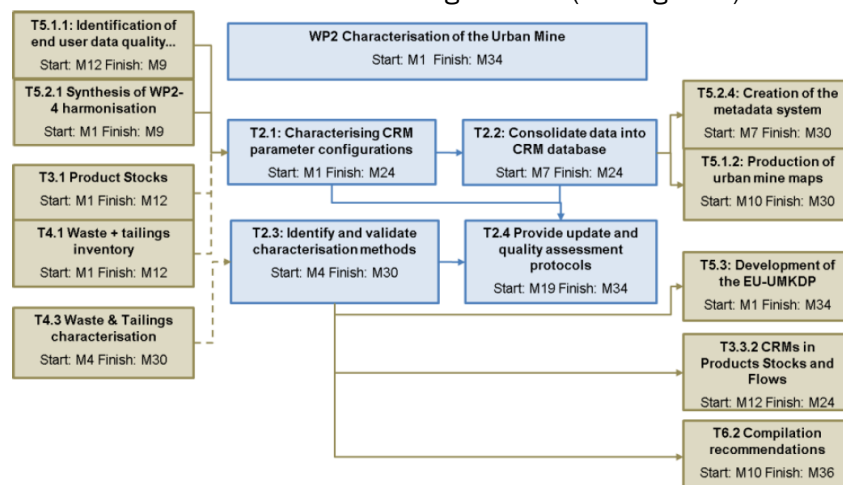 T5.1.1: Identification of
end user data quality...
Start: M12 Finish: M9
T5.2.1 Synthesis of WP2-
4 harmonisation
Start: M1 Finish: M9
T3.1 Product Stocks
Start: M1 Finish: M12
T4.1 Waste + tailings
inventory
Start: M1 Finish: M12
T4.3 Waste & Tailings
characterisation
Start: M4 Finish: M30
WP2 Characterisation of the Urban Mine
Start: M1 Finish: M34
T2.1: Characterising CRM
parameter configurations
Start: M1 Finish: M24
T2.2: Consolidate data into
CRM database
Start: M7 Finish: M24
T2.3: Identify and validate
characterisation methods
Start: M4 Finish: M30
T2.4 Provide update and
quality assessment
protocols
Start: M19 Finish: M34
T5.2.4: Creation of the
metadata system
Start: M7 Finish: M30
T5.1.2: Production of
urban mine maps
Start: M10 Finish: M30
T5.3: Development of
the EU-UMKDP
Start: M1 Finish: M34
T3.3.2 CRMs in
Products Stocks and
Flows
Start: M12 Finish: M24
T6.2 Compilation
recommendations
Start: M10 Finish: M36